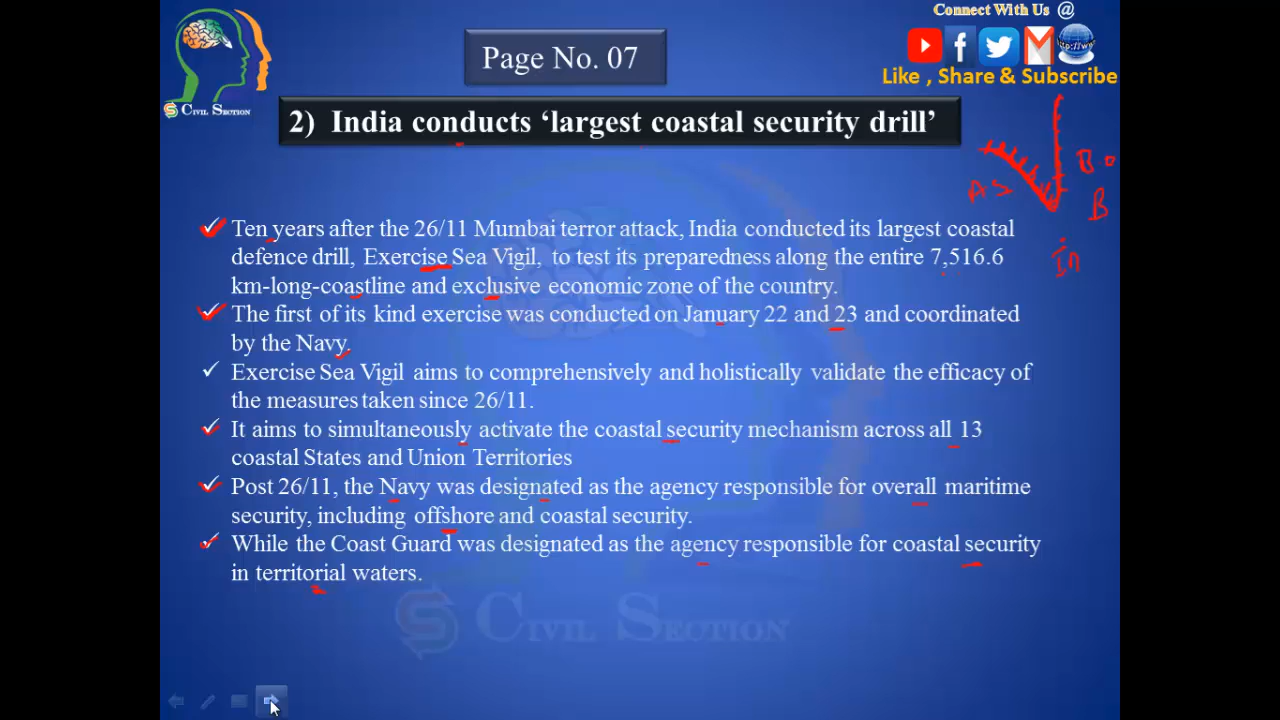 Connect With Us @
Page No. 07
Like , Share & Subscribe
CIVIL SECTION
2) India conducts ‘largest coastal security drill’
B.o
B
AS
In
Ten years after the 26/11 Mumbai terror attack, India conducted its largest coastal
defence drill, Exercise Sea Vigil, to test its preparedness along the entire 7,516.6
km-long-coastline and exclusive economic zone of the country.
The first of its kind exercise was conducted on January 22 and 23 and coordinated
by the Navy.
Exercise Sea Vigil aims to comprehensively and holistically validate the efficacy of
the measures taken since 26/11.
It aims to simultaneously activate the coastal security mechanism across all 13
coastal States and Union Territories
Post 26/11, the Navy was designated as the agency responsible for overall maritime
security, including offshore and coastal security.
While the Coast Guard was designated as the agency responsible for coastal security
in territorial waters.
CIVIL SECTION